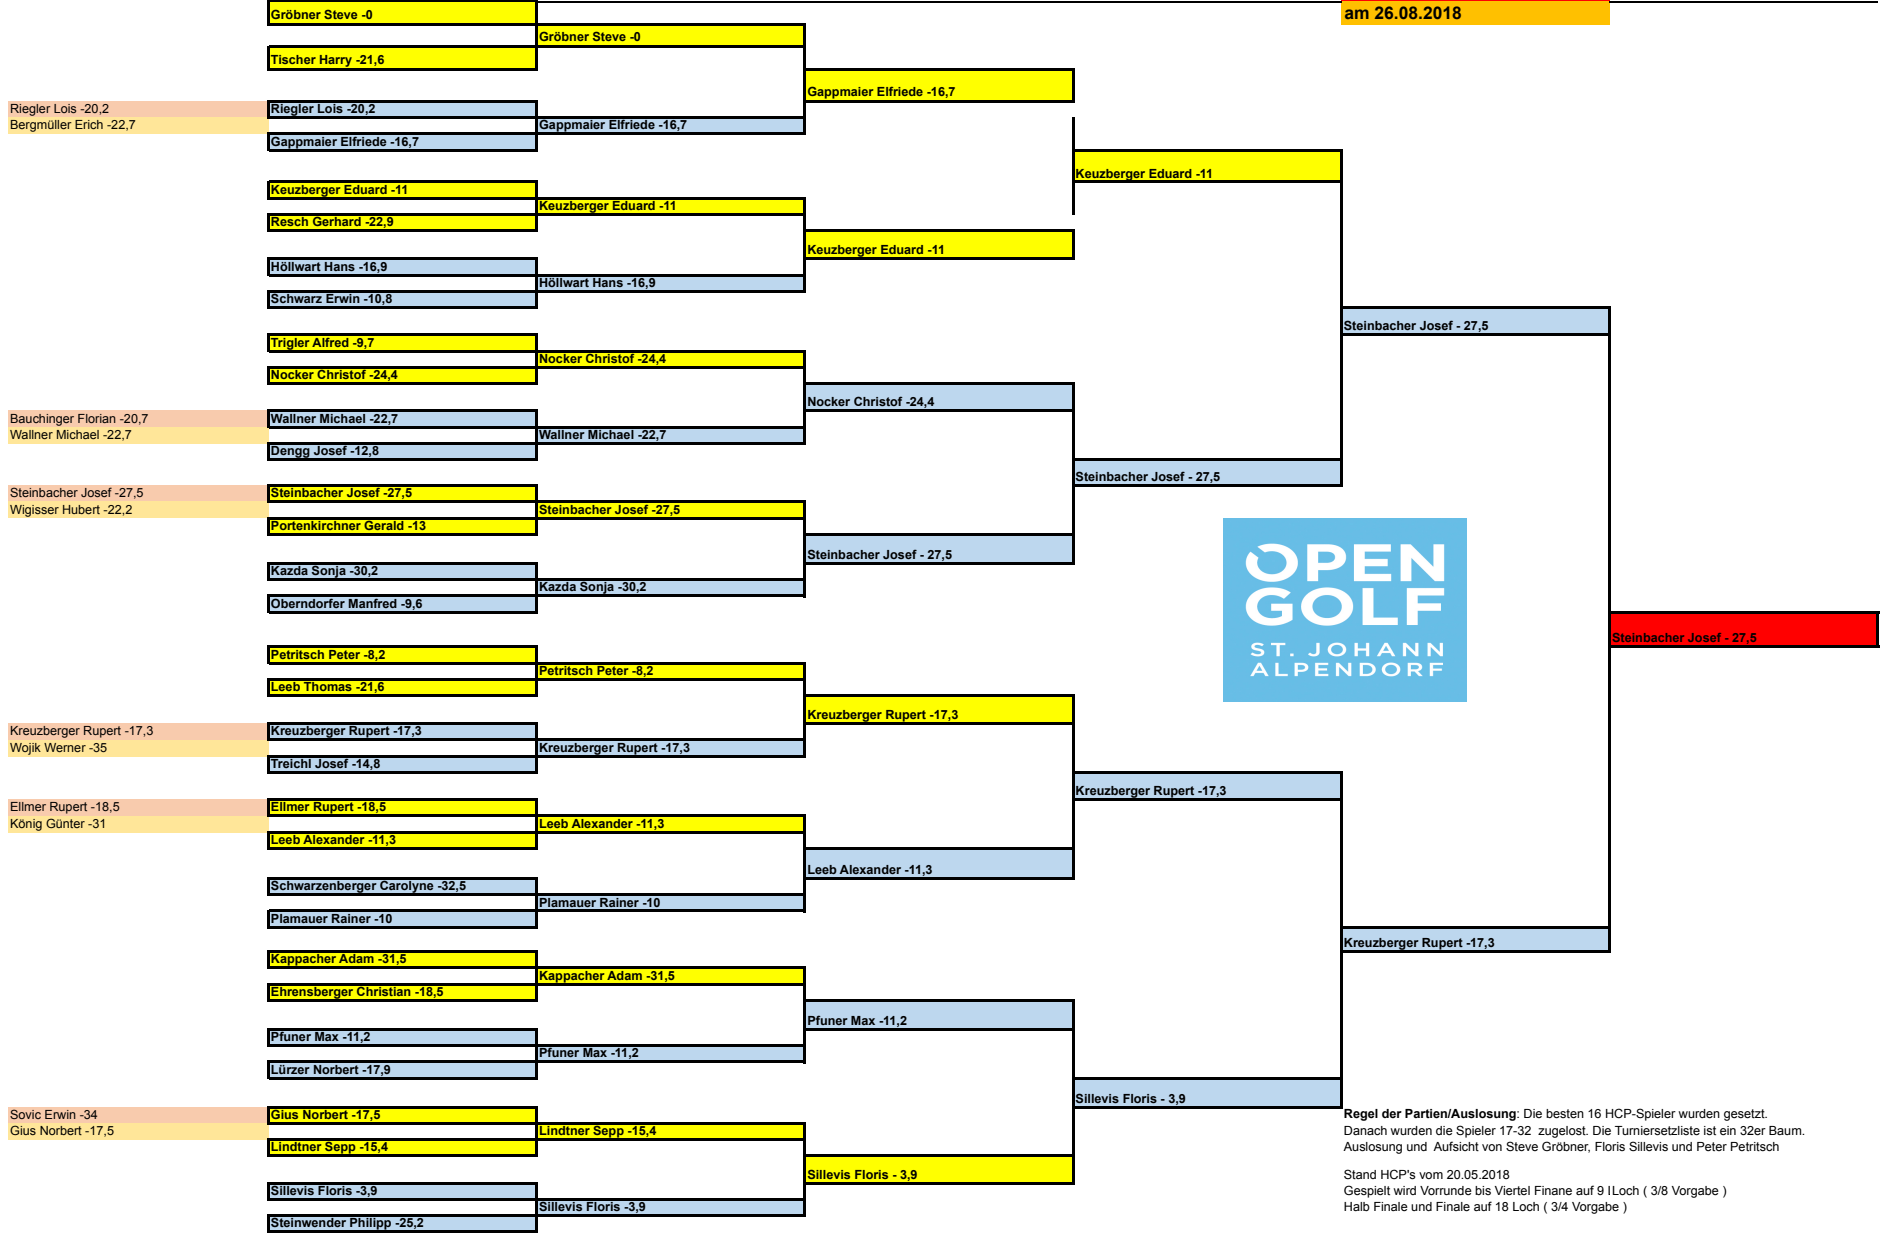 am 26.08.2018
Riegler Lois -20,2
Bergmüller Erich -22,7
Bauchinger Florian -20,7
Wallner Michael -22,7
Steinbacher Josef -27,5
Wigisser Hubert -22,2
Kreuzberger Rupert -17,3
Wojik Werner -35
Ellmer Rupert -18,5
König Günter -31
Sovic Erwin -34
Gius Norbert -17,5
Gröbner Steve -0
Tischer Harry -21,6
Riegler Lois -20,2
Gappmaier Elfriede -16,7
Keuzberger Eduard -11
Resch Gerhard -22,9
Höllwart Hans -16,9
Schwarz Erwin -10,8
Trigler Alfred -9,7
Nocker Christof -24,4
Wallner Michael -22,7
Dengg Josef -12,8
Steinbacher Josef -27,5
Portenkirchner Gerald -13
Kazda Sonja -30,2
Oberndorfer Manfred -9,6
Petritsch Peter -8,2
Leeb Thomas -21,6
Kreuzberger Rupert -17,3
Treichl Josef -14,8
Ellmer Rupert -18,5
Leeb Alexander -11,3
Schwarzenberger Carolyne -32,5
Plamauer Rainer -10
Kappacher Adam -31,5
Ehrensberger Christian -18,5
Pfuner Max -11,2
Lürzer Norbert -17,9
Gius Norbert -17,5
Lindtner Sepp -15,4
Sillevis Floris -3,9
Steinwender Philipp -25,2
Gröbner Steve -0
Gappmaier Elfriede -16,7
Keuzberger Eduard -11
Höllwart Hans -16,9
Nocker Christof -24,4
Wallner Michael -22,7
Steinbacher Josef -27,5
Kazda Sonja -30,2
Petritsch Peter -8,2
Kreuzberger Rupert -17,3
Leeb Alexander -11,3
Plamauer Rainer -10
Kappacher Adam -31,5
Pfuner Max -11,2
Lindtner Sepp -15,4
Sillevis Floris -3,9
Gappmaier Elfriede -16,7
Keuzberger Eduard -11
Nocker Christof -24,4
Steinbacher Josef - 27,5
Kreuzberger Rupert -17,3
Leeb Alexander -11,3
Pfuner Max -11,2
Sillevis Floris - 3,9
Keuzberger Eduard -11
Steinbacher Josef - 27,5
Kreuzberger Rupert -17,3
Sillevis Floris - 3,9
Steinbacher Josef - 27,5
Kreuzberger Rupert -17,3
Steinbacher Josef - 27,5
OPEN
GOLF
ST. JOHANN
ALPENDORF
Regel der Partien/Auslosung: Die besten 16 HCP-Spieler wurden gesetzt.
Danach wurden die Spieler 17-32 zugelost. Die Turniersetzliste ist ein 32er Baum.
Auslosung und Aufsicht von Steve Gröbner, Floris Sillevis und Peter Petritsch
Stand HCP's vom 20.05.2018
Gespielt wird Vorrunde bis Viertel Finane auf 9 lLoch ( 3/8 Vorgabe )
Halb Finale und Finale auf 18 Loch ( 3/4 Vorgabe )